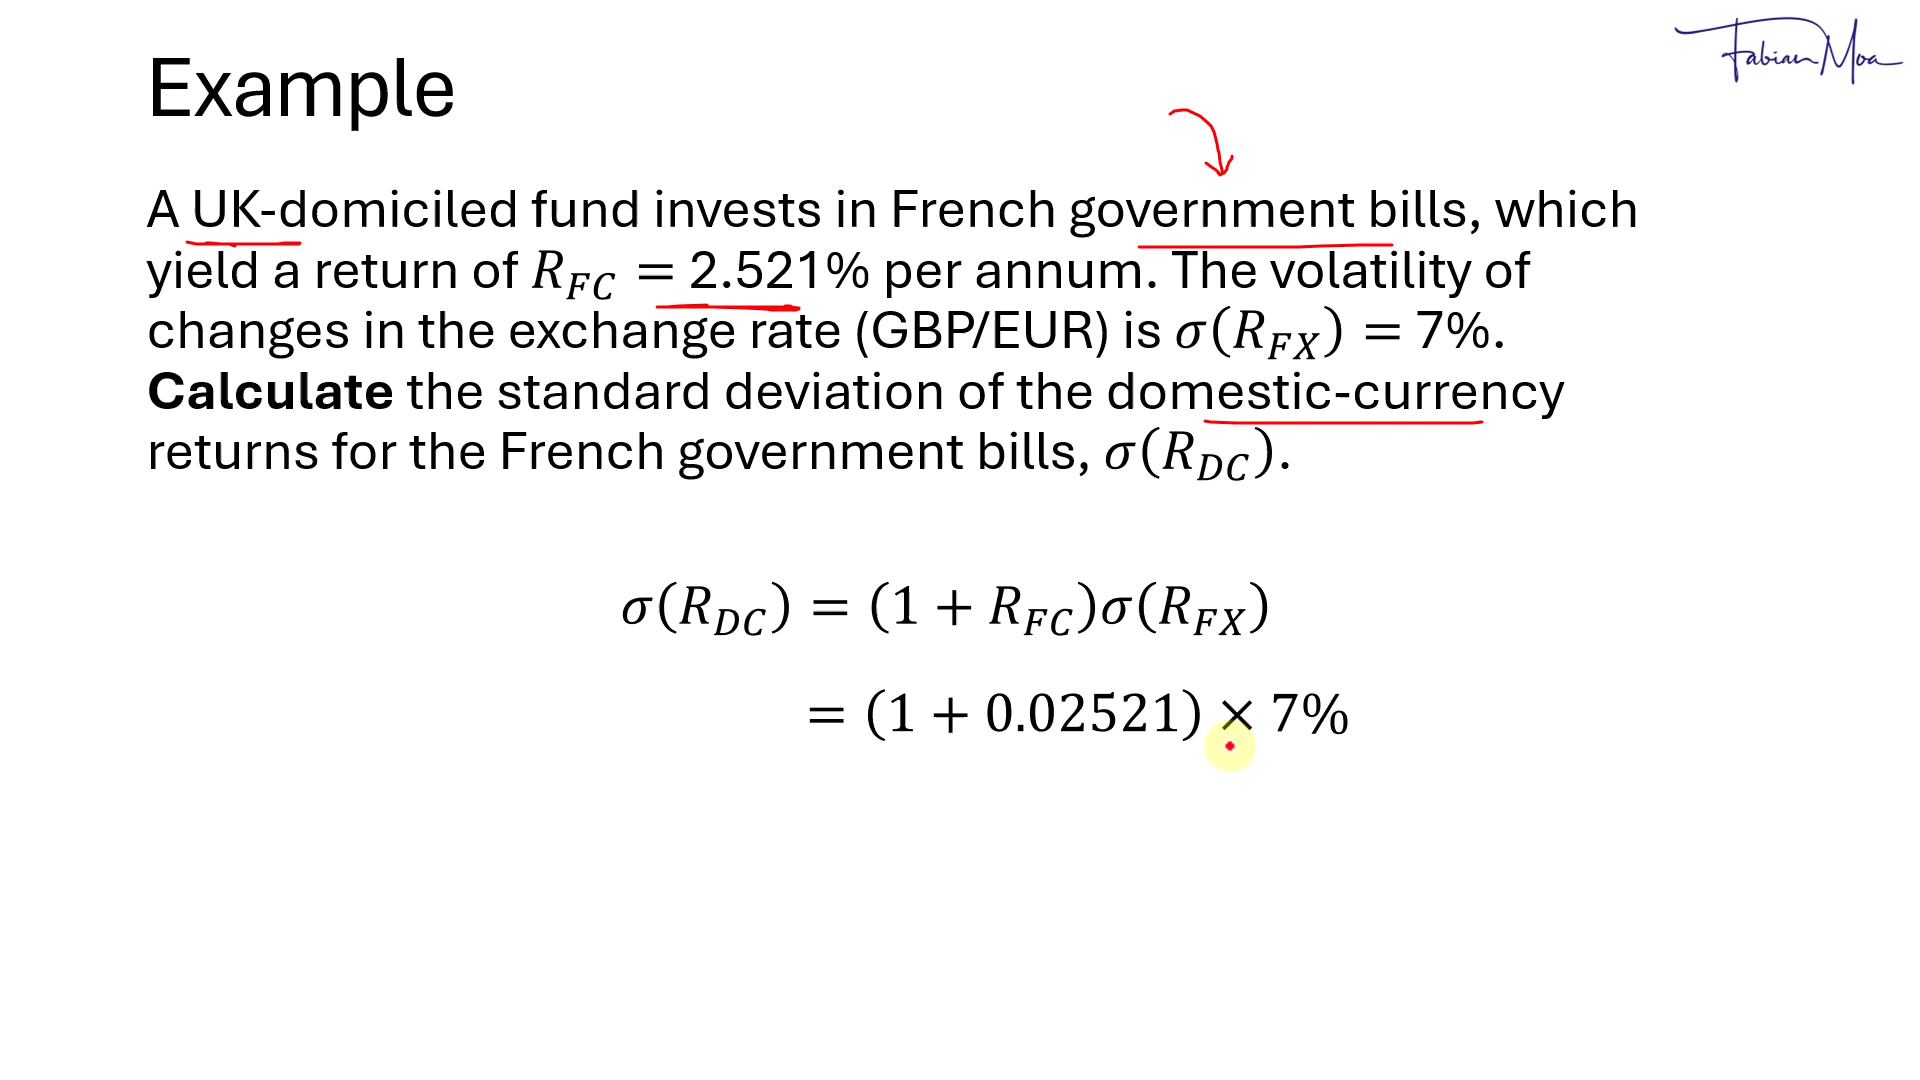 Fabian Moa
Example
A UK-domiciled fund invests in French government bills, which
yield a return of R_FC = 2.521% per annum. The volatility of
changes in the exchange rate (GBP/EUR) is σ(R_FX) = 7%.
Calculate the standard deviation of the domestic-currency
returns for the French government bills, σ(R_DC).
σ(R_DC) = (1 + R_FC)σ(R_FX)
= (1 + 0.02521) × 7%